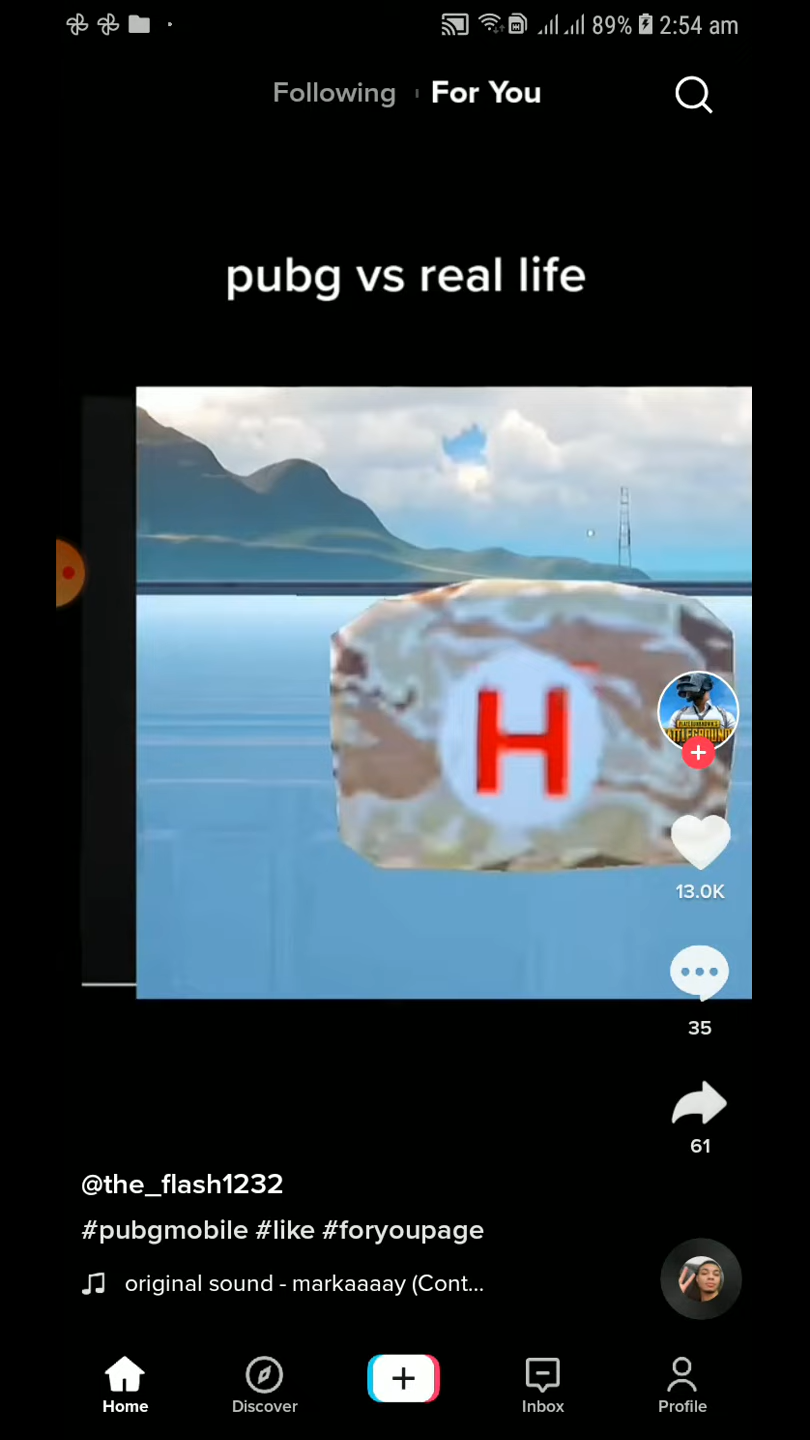 89% 2:54 am
Following For You
pubg vs real life
H
BATTLEGROUND
13.0K
35
61
@the_flash1232
#pubgmobile #like #foryoupage
original sound - markaaaay (Cont...
Home Discover Inbox Profile